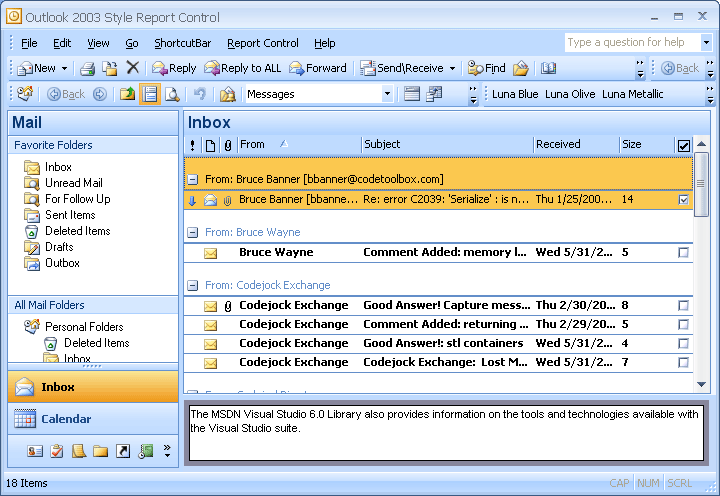 Outlook 2003 Style Report Control
File Edit View Go ShortcutBar Report Control Help Type a question for help
New Reply Reply to ALL Forward Send\Receive Find Back
Back Messages Luna Blue Luna Olive Luna Metallic
Mail
Favorite Folders
Inbox
Unread Mail
For Follow Up
Sent Items
Deleted Items
Drafts
Outbox
All Mail Folders
Personal Folders
Deleted Items
Inbox
Inbox
Calendar
Inbox
From Subject Received Size
From: Bruce Banner [bbanner@codetoolbox.com]
Bruce Banner [bbanne... Re: error C2039: 'Serialize' : is n... Thu 1/25/200... 14
From: Bruce Wayne
Bruce Wayne Comment Added: memory l... Wed 5/31/2... 5
From: Codejock Exchange
Codejock Exchange Good Answer! Capture mess... Thu 2/30/20... 8
Codejock Exchange Comment Added: returning ... Thu 2/29/20... 5
Codejock Exchange Good Answer!: stl containers Wed 5/31/2... 4
Codejock Exchange Codejock Exchange: Lost M... Wed 5/31/2... 7
The MSDN Visual Studio 6.0 Library also provides information on the tools and technologies available with
the Visual Studio suite.
18 Items CAP NUM SCRL